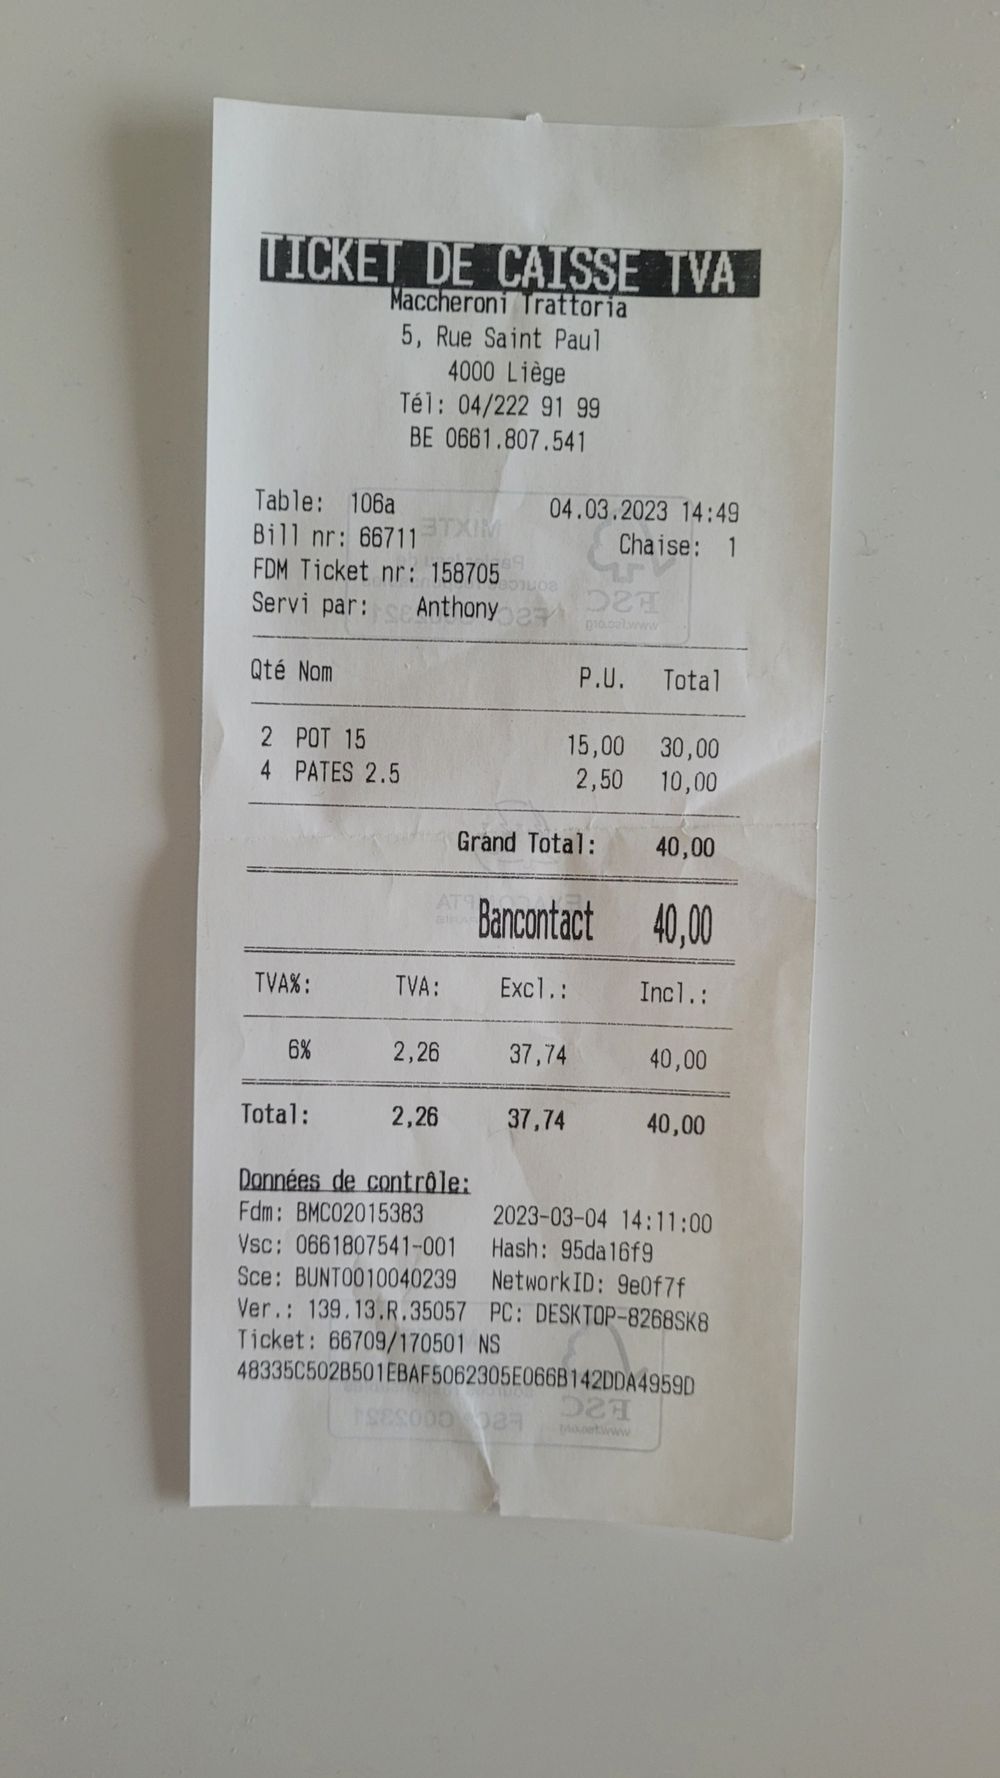 TICKET DE CAISSE TVA
Maccheroni Trattoria
5, Rue Saint Paul
4000 Liège
Tél: 04/222 91 99
BE 0661.807.541
Table: 106a 04.03.2023 14:49
Bill nr: 66711 Chaise: 1
FDM Ticket nr: 158705
Servi par: Anthony
Qté Nom P.U. Total
2 POT 15 15,00 30,00
4 PATES 2.5 2,50 10,00
Grand Total: 40,00
Bancontact 40,00
TVA%: TVA: Excl.: Incl.:
6% 2,26 37,74 40,00
Total: 2,26 37,74 40,00
Données de contrôle:
Fdm: BMC02015383 2023-03-04 14:11:00
Vsc: 0661807541-001 Hash: 95da16f9
Sce: BUNT0010040239 NetworkID: 9e0f7f
Ver.: 139.13.R.35057 PC: DESKTOP-8268SK8
Ticket: 66709/170501 NS
48335C502B501EBAF5062305E066B142DDA4959D